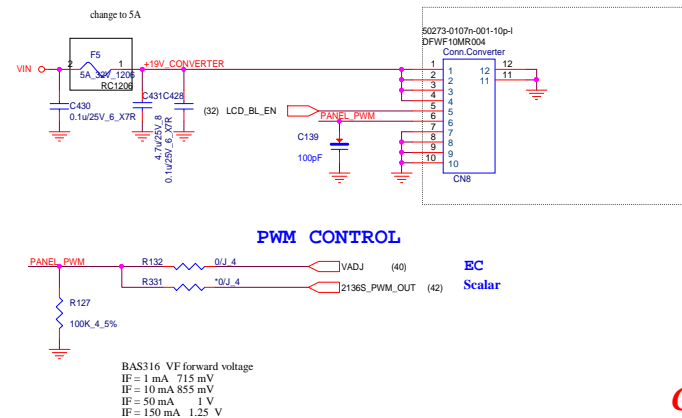 change to 5A
50273-0107n-001-10p-l
DFWF10MR004
Conn.Converter
VIN
2
F5
1
+19V_CONVERTER
5A_32V_1206
RC1206
1 1 12 12
2 2 11 11
3 3
4 4
5 5
6 6
7 7
8 8
9 9
10 10
CN8
C430
0.1u/25V_6_X7R
C431
C428
4.7u/25V_8
0.1u/25V_6_X7R
(32) LCD_BL_EN
PANEL_PWM
C139
100pF
PWM CONTROL
PANEL_PWM
R132 0/J_4 VADJ (40) EC
R331 *0/J_4 2136S_PWM_OUT (42) Scalar
R127
100K_4_5%
BAS316 VF forward voltage
IF = 1 mA 715 mV
IF = 10 mA 855 mV
IF = 50 mA 1 V
IF = 150 mA 1.25 V